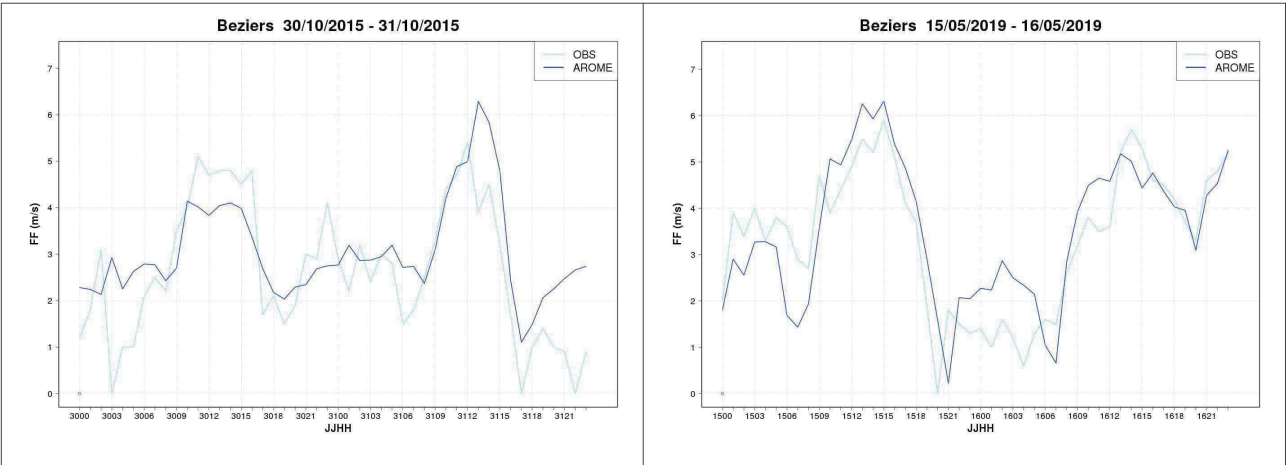 Beziers 30/10/2015 - 31/10/2015
OBS
AROME
FF (m/s)
7
6
5
4
3
2
1
0
3000 3003 3006 3009 3012 3015 3018 3021 3100 3103 3106 3109 3112 3115 3118 3121
JJHH
Beziers 15/05/2019 - 16/05/2019
OBS
AROME
FF (m/s)
7
6
5
4
3
2
1
0
1500 1503 1506 1509 1512 1515 1518 1521 1600 1603 1606 1609 1612 1615 1618 1621
JJHH